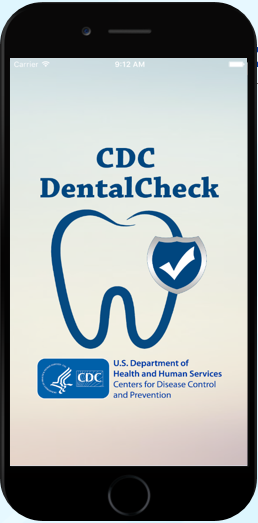 Carrier 9:12 AM
CDC
DentalCheck
CDC
U.S. Department of
Health and Human Services
Centers for Disease Control
and Prevention